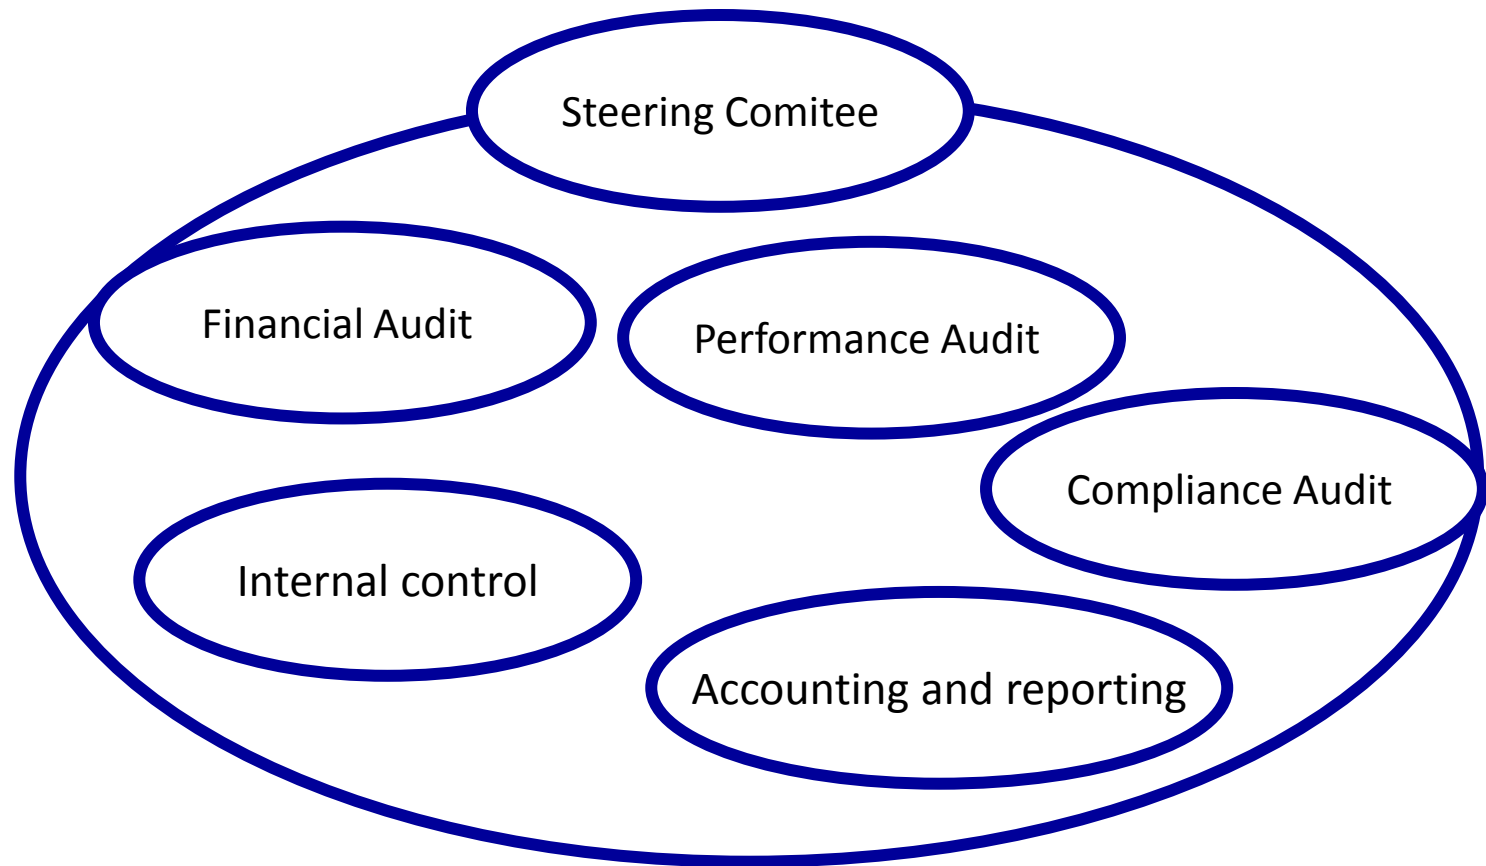 Steering Comitee
Financial Audit
Performance Audit
Compliance Audit
Internal control
Accounting and reporting